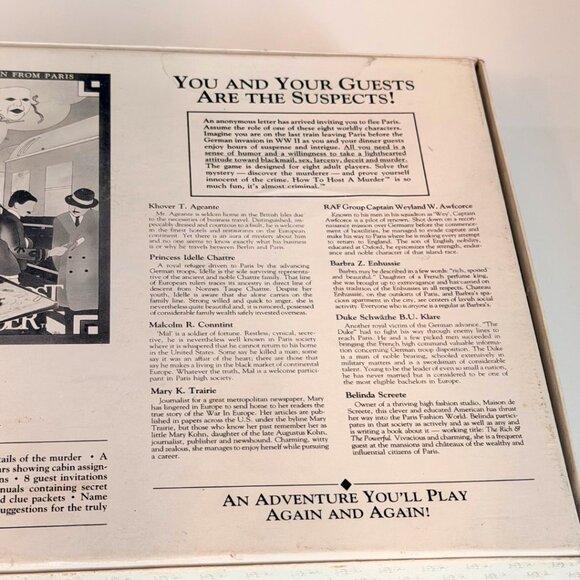 N FROM PARIS
ST
DER
tails of the murder • A
rs showing cabin assign-
ns • 8 guest invitations
nuals containing secret
d clue packets • Name
suggestions for the truly
YOU AND YOUR GUESTS
ARE THE SUSPECTS!
An anonymous letter has arrived inviting you to flee Paris.
Assume the role of one of these eight worldly characters.
Imagine you are on the last train leaving Paris before the
German invasion in WW II as you and your dinner guests
enjoy hours of suspense and intrigue. All you need is a
sense of humor and a willingness to take a lighthearted
attitude toward blackmail, sex, larceny, deceit and murder.
The game is designed for eight adult players. Solve the
mystery — discover the murderer — and prove yourself
innocent of the crime. How To Host A Murder™ is so
much fun, it's almost criminal.™
Khover T. Ageante
Mr. Ageante is seldom home in the British Isles due
to the necessities of business travel. Distinguished, im-
peccably dressed and courteous to a fault, he is welcome
in the finest hotels and restaurants on the European
continent. Yet there is an aura of mystery about him
and no one seems to know exactly what his business
is or why he travels between Berlin and Paris.
Princess Idelle Chattre
A royal refugee driven to Paris by the advancing
German troops, Idelle is the sole surviving representa-
tive of the ancient and noble Chattre family. That line
of European rulers traces its ancestry in direct line of
descent from Nomes Taupe Chattre. Despite her
youth, Idelle is aware that she alone carries on the
family line. Strong willed and quick to anger, she is
nevertheless quite beautiful and, it is rumored, possessed
of considerable family wealth safely invested overseas.
Malcolm R. Conntint
'Mal' is a soldier of fortune. Restless, cynical, secre-
tive, he is nevertheless well known in Paris society
where it is whispered that he cannot return to his home
in the United States. Some say he killed a man; some
say it was an affair of the heart; there are those that
say he makes a living in the black market of continental
Europe. Whatever the truth, Mal is a welcome partici-
pant in Paris high society.
Mary K. Trairie
Journalist for a great metropolitan newspaper, Mary
has lingered in Europe to send home to her readers the
true story of the War In Europe. Her articles are pub-
lished in papers across the U.S. under the byline Mary
Trairie, but those who know her past remember her as
little Mary Kohn, daughter of the late Augustus Kohn,
journalist, publisher and newshound. Charming, witty
and zealous, she manages to enjoy herself while pursuing
a career.
RAF Group Captain Weyland W. Awfulorce
Known to his men in his squadron as 'Wey', Captain
Awfulorce is a pilot of renown. Shot down on a recon-
naissance mission over Germany before the commence-
ment of hostilities, he managed to evade capture and
make his way to Paris where he is making every attempt
to return to England. The son of English nobility,
educated at Oxford, he epitomizes the strength, endur-
ance and moral character of the island race.
Barbra Z. Enhussie
Barbra may be described in a few words: "rich, spoiled
and beautiful." Daughter of a French perfume king,
she was brought up to extravagance and has carried on
this tradition of the Enhussies in all respects. Chateau
Enhussie, on the outskirts of Paris, and Barbra's spa-
cious apartment in the city, are centers of lavish social
activity. Everyone who is anyone is a regular at Barbra's.
Duke Schwäthe B.U. Klare
Another royal victim of the German advance, "The
Duke" had to fight his way through enemy lines to
reach Paris. He and a few picked men succeeded in
bringing the French high command valuable informa-
tion concerning German troop disposition. The Duke
is a man of noble bearing, schooled extensively in
military matters and is a swordsman of considerable
talent. Young to be the leader of even so small a nation,
he has never married but is considered to be one of
the most eligible bachelors in Europe.
Belinda Screete
Owner of a thriving high fashion studio, Maison de
Screete, this clever and educated American has thrust
her way into the Paris Fashion World. Belinda partici-
pates in that society as actively and as well as any and
is writing a book about it — working title: The Rich &
The Powerful. Vivacious and charming, she is a frequent
guest at the mansions and châteaux of the wealthy and
influential citizens of Paris.
AN ADVENTURE YOU'LL PLAY
AGAIN AND AGAIN!